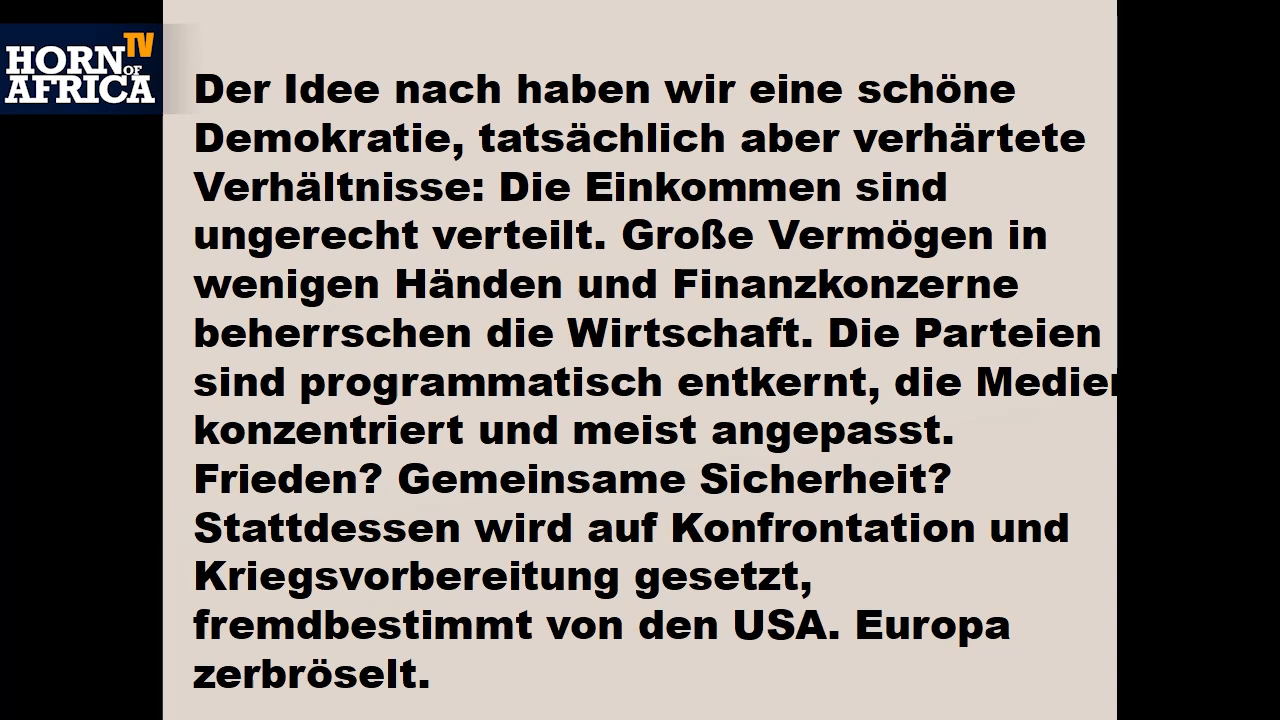 HORN OF AFRICA TV
Der Idee nach haben wir eine schöne
Demokratie, tatsächlich aber verhärtete
Verhältnisse: Die Einkommen sind
ungerecht verteilt. Große Vermögen in
wenigen Händen und Finanzkonzerne
beherrschen die Wirtschaft. Die Parteien
sind programmatisch entkernt, die Medien
konzentriert und meist angepasst.
Frieden? Gemeinsame Sicherheit?
Stattdessen wird auf Konfrontation und
Kriegsvorbereitung gesetzt,
fremdbestimmt von den USA. Europa
zerbröselt.